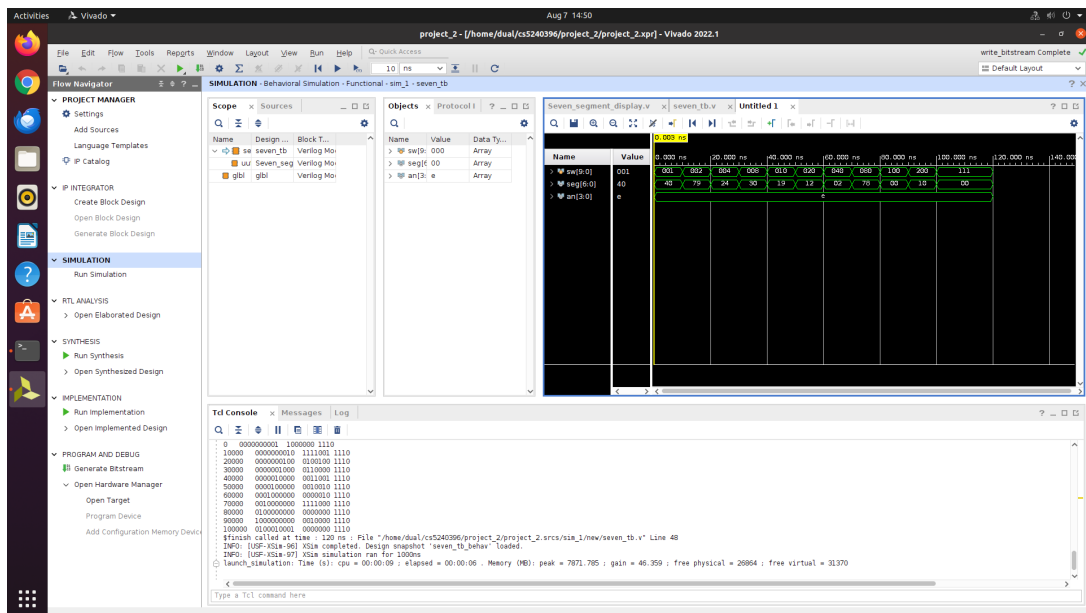 Activities Vivado Aug 7 14:50
project_2 - [/home/dual/cs5240396/project_2/project_2.xpr] - Vivado 2022.1
File Edit Flow Tools Reports Window Layout View Run Help Q- Quick Access write_bitstream Complete
10 ns Default Layout
Flow Navigator SIMULATION - Behavioral Simulation - Functional - sim_1 - seven_tb
PROJECT MANAGER
Settings
Add Sources
Language Templates
IP Catalog
IP INTEGRATOR
Create Block Design
Open Block Design
Generate Block Design
SIMULATION
Run Simulation
RTL ANALYSIS
Open Elaborated Design
SYNTHESIS
Run Synthesis
Open Synthesized Design
IMPLEMENTATION
Run Implementation
Open Implemented Design
PROGRAM AND DEBUG
Generate Bitstream
Open Hardware Manager
Open Target
Program Device
Add Configuration Memory Device
Scope Sources
Name Design ... Block T...
se seven_tb Verilog Mo
uu Seven_seg Verilog Mo
glbl glbl Verilog Mo
Objects Protocol I
Name Value Data Ty...
sw[9: 000 Array
seg[6 00 Array
an[3: e Array
Seven_segment_display.v seven_tb.v Untitled 1
0.003 ns
Name Value 0.000 ns 20.000 ns 40.000 ns 60.000 ns 80.000 ns 100.000 ns 120.000 ns 140.00
sw[9:0] 001 001 002 004 008 010 020 040 080 100 200 111
seg[6:0] 40 40 79 24 30 19 12 02 78 00 10 00
an[3:0] e e
Tcl Console Messages Log
0 0000000001 1000000 1110
10000 0000000010 1111001 1110
20000 0000000100 0100100 1110
30000 0000001000 0110000 1110
40000 0000010000 0011001 1110
50000 0000100000 0010010 1110
60000 0001000000 0000010 1110
70000 0010000000 1111000 1110
80000 0100000000 0000000 1110
90000 1000000000 0010000 1110
100000 0100010001 0000000 1110
$finish called at time : 120 ns : File "/home/dual/cs5240396/project_2/project_2.srcs/sim_1/new/seven_tb.v" Line 48
INFO: [USF-XSim-96] XSim completed. Design snapshot 'seven_tb_behav' loaded.
INFO: [USF-XSim-97] XSim simulation ran for 1000ns
launch_simulation: Time (s): cpu = 00:00:09 ; elapsed = 00:00:06 . Memory (MB): peak = 7871.785 ; gain = 46.359 ; free physical = 26864 ; free virtual = 31370
Type a Tcl command here